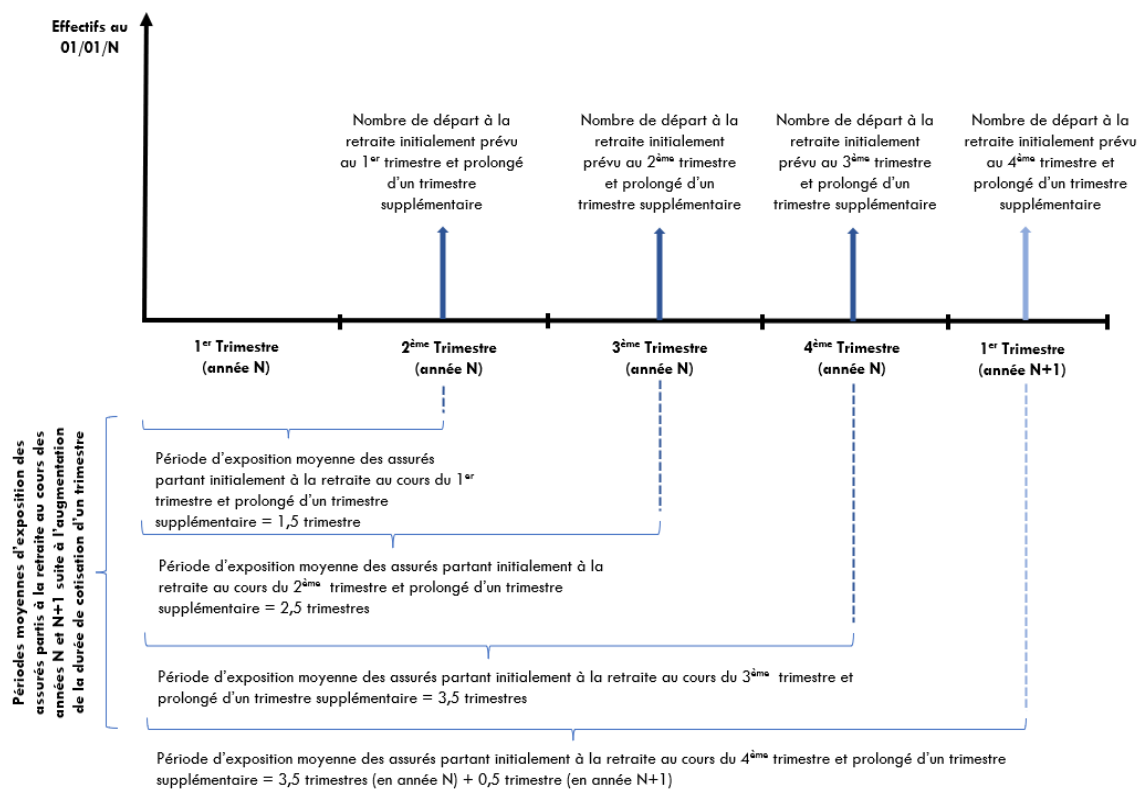 Effectifs au
01/01/N
Nombre de départ à la
retraite initialement prévu
au 1er trimestre et prolongé
d'un trimestre
supplémentaire
Nombre de départ à la
retraite initialement
prévu au 2ème trimestre
et prolongé d'un
trimestre supplémentaire
Nombre de départ à la
retraite initialement
prévu au 3ème trimestre
et prolongé d'un
trimestre supplémentaire
Nombre de départ à la
retraite initialement prévu
au 4ème trimestre et
prolongé d'un trimestre
supplémentaire
1er Trimestre
(année N)
2ème Trimestre
(année N)
3ème Trimestre
(année N)
4ème Trimestre
(année N)
1er Trimestre
(année N+1)
Périodes moyennes d'exposition des
assurés partis à la retraite au cours des
années N et N+1 suite à l'augmentation
de la durée de cotisation d'un trimestre
Période d'exposition moyenne des assurés
partant initialement à la retraite au cours du 1er
trimestre et prolongé d'un trimestre
supplémentaire = 1,5 trimestre
Période d'exposition moyenne des assurés partant initialement à la
retraite au cours du 2ème trimestre et prolongé d'un trimestre
supplémentaire = 2,5 trimestres
Période d'exposition moyenne des assurés partant initialement à la retraite au cours du 3ème trimestre et
prolongé d'un trimestre supplémentaire = 3,5 trimestres
Période d'exposition moyenne des assurés partant initialement à la retraite au cours du 4ème trimestre et prolongé d'un trimestre
supplémentaire = 3,5 trimestres (en année N) + 0,5 trimestre (en année N+1)